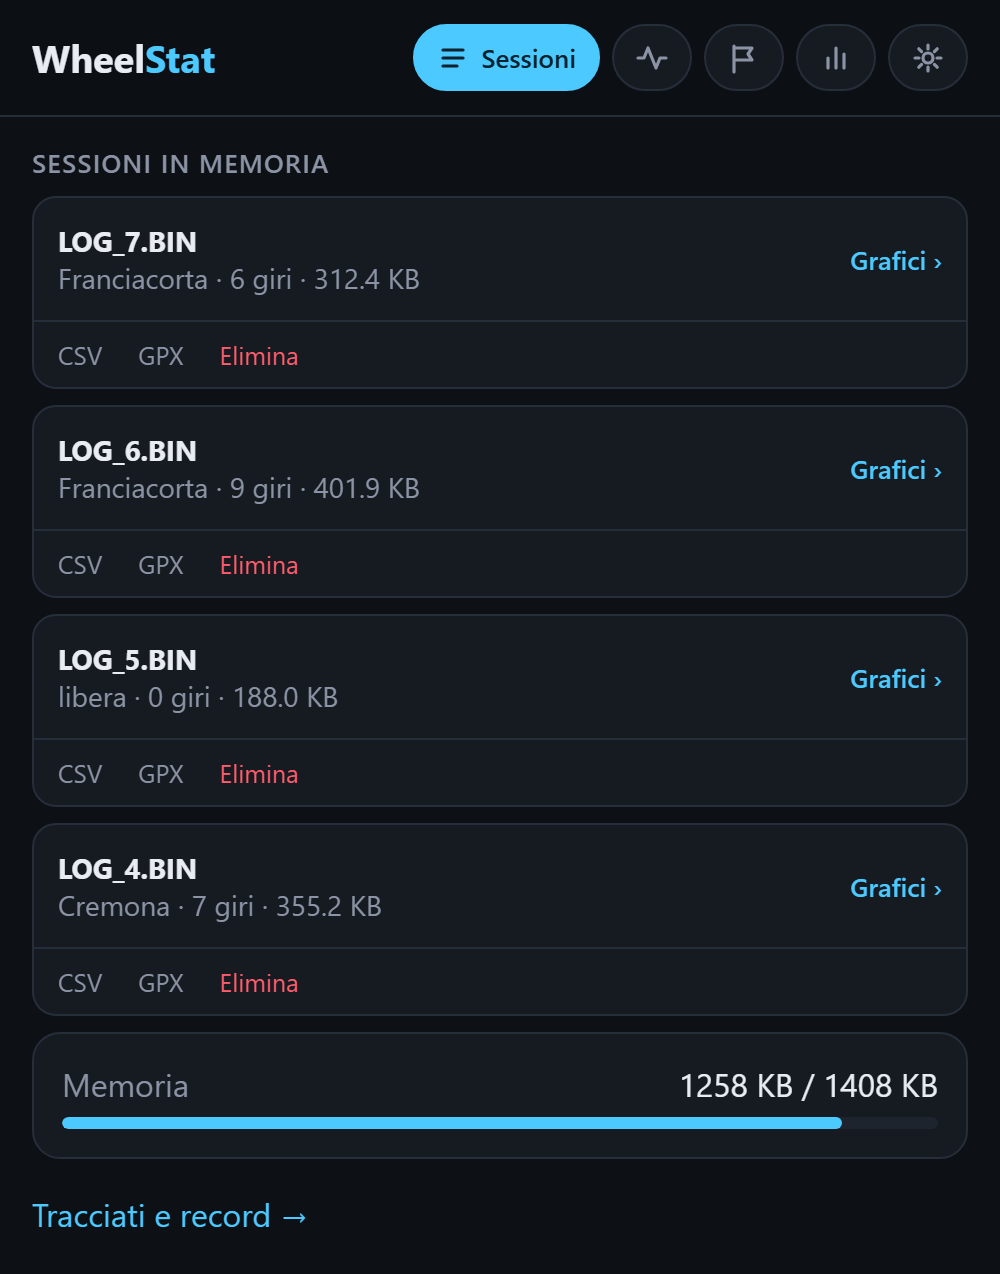 WheelStat
Sessioni
SESSIONI IN MEMORIA
LOG_7.BIN
Franciacorta · 6 giri · 312.4 KB
Grafici ›
CSV GPX Elimina
LOG_6.BIN
Franciacorta · 9 giri · 401.9 KB
Grafici ›
CSV GPX Elimina
LOG_5.BIN
libera · 0 giri · 188.0 KB
Grafici ›
CSV GPX Elimina
LOG_4.BIN
Cremona · 7 giri · 355.2 KB
Grafici ›
CSV GPX Elimina
Memoria 1258 KB / 1408 KB
Tracciati e record →